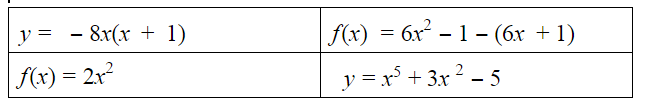 y = - 8x(x + 1)
f(x) = 6x² - 1 - (6x + 1)
f(x) = 2x²
y = x⁵ + 3x² - 5